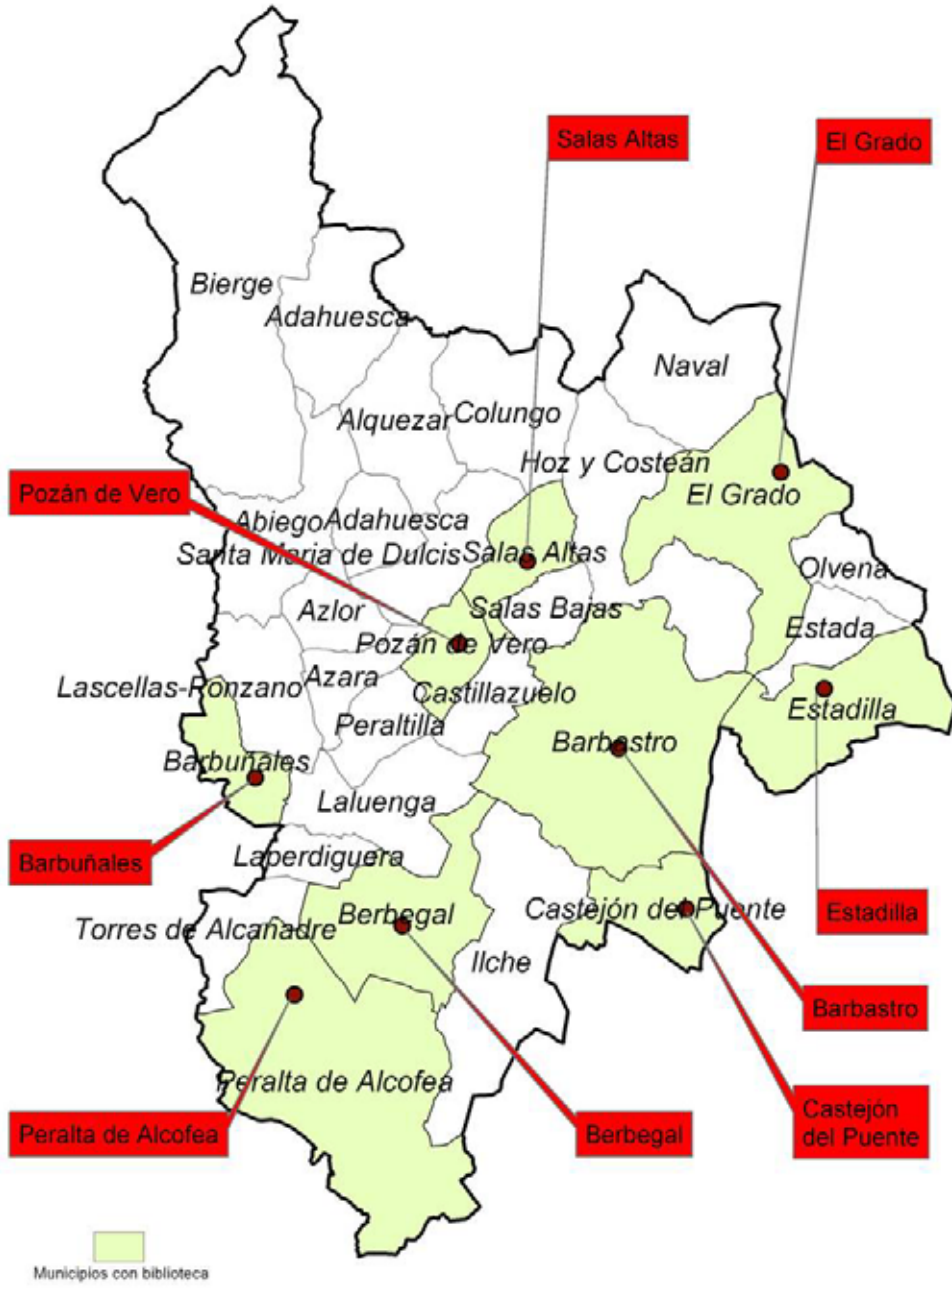 Salas Altas
El Grado
Bierge
Adahuesca
Naval
Alquezar
Colungo
Hoz y Costeán
Pozán de Vero
El Grado
Abiego
Adahuesca
Santa Maria de Dulcis
Salas Altas
Olvena
Azlor
Salas Bajas
Estada
Pozán de Vero
Azara
Lascellas-Ponzano
Castillazuelo
Estadilla
Peraltilla
Barbastro
Barbuñales
Laluenga
Barbuñales
Laperdiguera
Torres de Alcanadre
Berbegal
Castejón del Puente
Estadilla
Ilche
Barbastro
Peralta de Alcofea
Peralta de Alcofea
Berbegal
Castejón
del Puente
Municipios con biblioteca